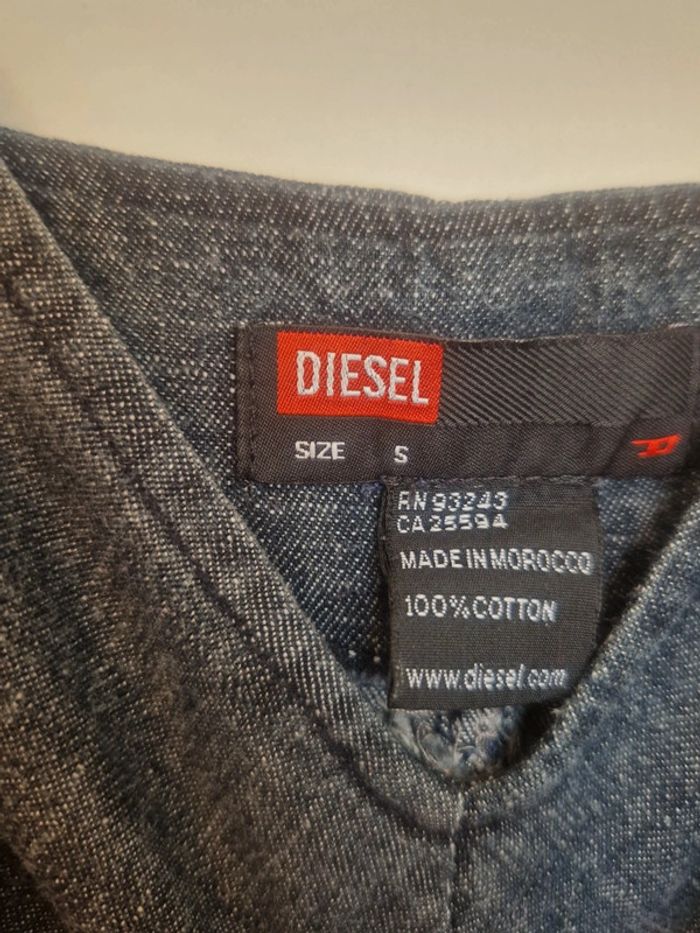 DIESEL
SIZE S
RN 93243
CA 25594
MADE IN MOROCCO
100% COTTON
www.diesel.com